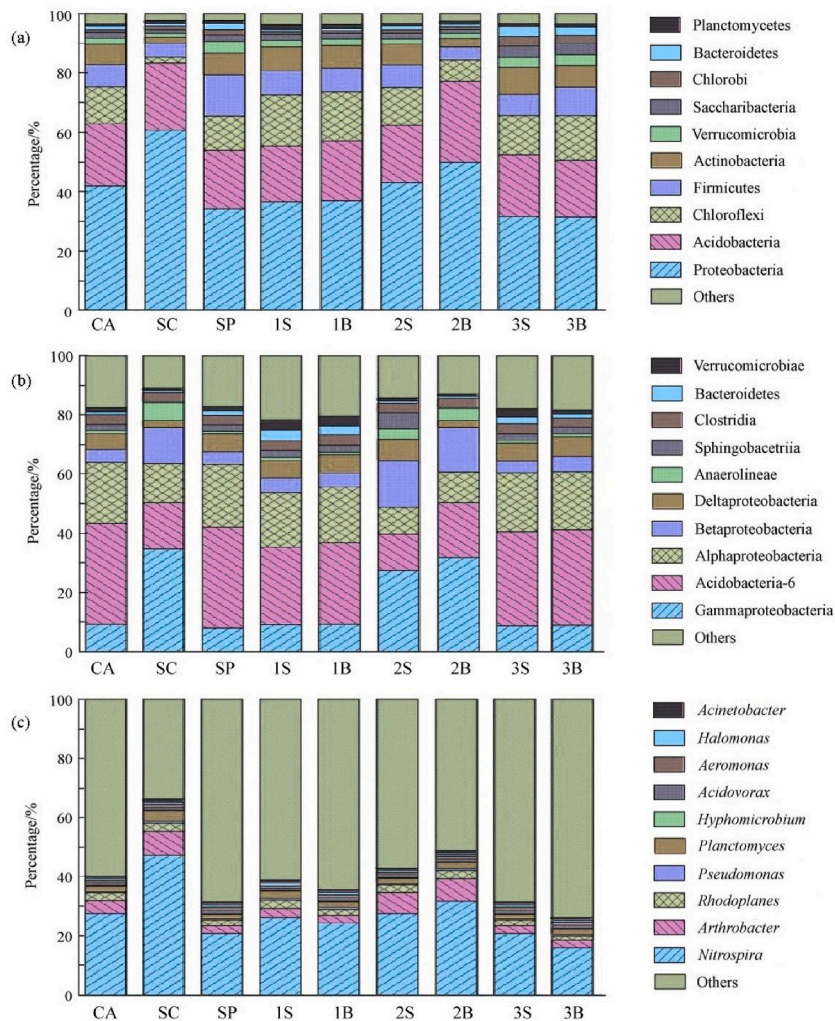 (a)
Percentage/%
100
80
60
40
20
0
CA SC SP 1S 1B 2S 2B 3S 3B
Planctomycetes
Bacteroidetes
Chlorobi
Saccharibacteria
Verrucomicrobia
Actinobacteria
Firmicutes
Chloroflexi
Acidobacteria
Proteobacteria
Others
(b)
Percentage/%
100
80
60
40
20
0
CA SC SP 1S 1B 2S 2B 3S 3B
Verrucomicrobiae
Bacteroidetes
Clostridia
Sphingobacetriia
Anaerolineae
Deltaproteobacteria
Betaproteobacteria
Alphaproteobacteria
Acidobacteria-6
Gammaproteobacteria
Others
(c)
Percentage/%
100
80
60
40
20
0
CA SC SP 1S 1B 2S 2B 3S 3B
Acinetobacter
Halomonas
Aeromonas
Acidovorax
Hyphomicrobium
Planctomyces
Pseudomonas
Rhodoplanes
Arthrobacter
Nitrospira
Others